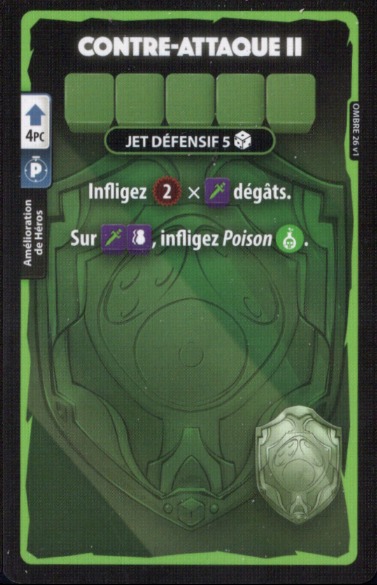 CONTRE-ATTAQUE II
JET DÉFENSIF 5
4PC
P
OMBRE 26 v1
Amélioration
de Héros
Infligez 2 × dégâts.
Sur , infligez Poison .